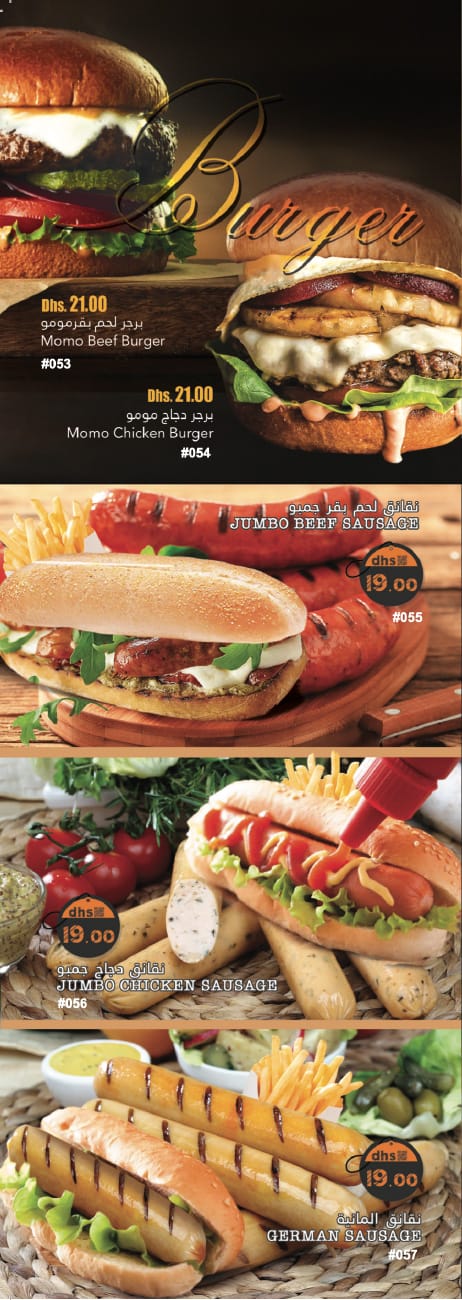 Burger
Dhs. 21.00
برجر لحم بقرمومو
Momo Beef Burger
#053
Dhs. 21.00
برجر دجاج مومو
Momo Chicken Burger
#054
نقانق لحم بقر جمبو
JUMBO BEEF SAUSAGE
dhs
19.00
#055
dhs
19.00
نقانق دجاج جمبو
JUMBO CHICKEN SAUSAGE
#056
dhs
19.00
نقانق المانية
GERMAN SAUSAGE
#057